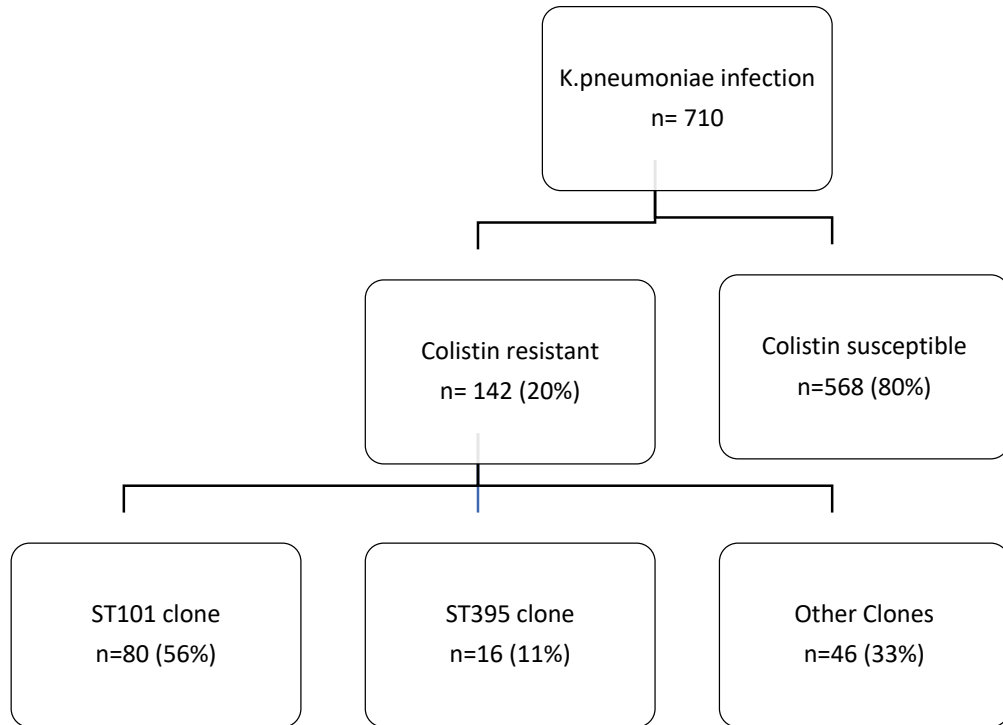 K.pneumoniae infection
n= 710
Colistin resistant
n= 142 (20%)
Colistin susceptible
n=568 (80%)
ST101 clone
n=80 (56%)
ST395 clone
n=16 (11%)
Other Clones
n=46 (33%)